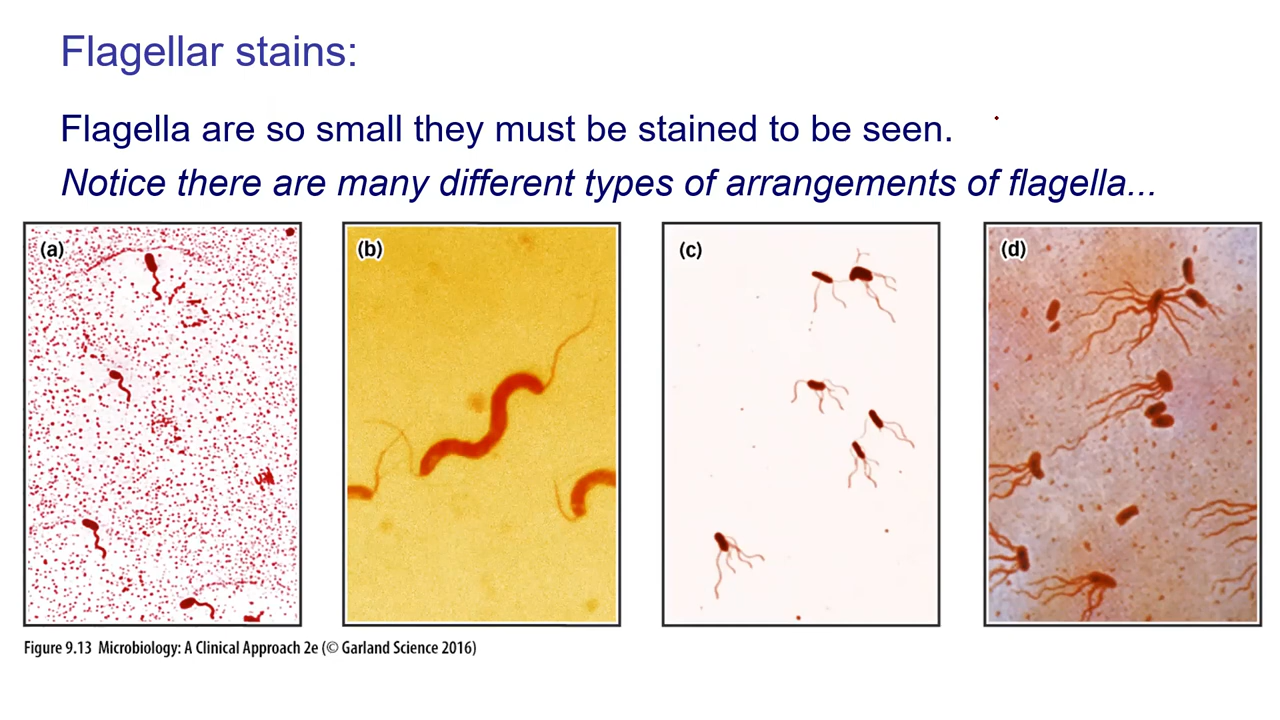 Flagellar stains:
Flagella are so small they must be stained to be seen.
Notice there are many different types of arrangements of flagella...
(a)
(b)
(c)
(d)
Figure 9.13 Microbiology: A Clinical Approach 2e (© Garland Science 2016)